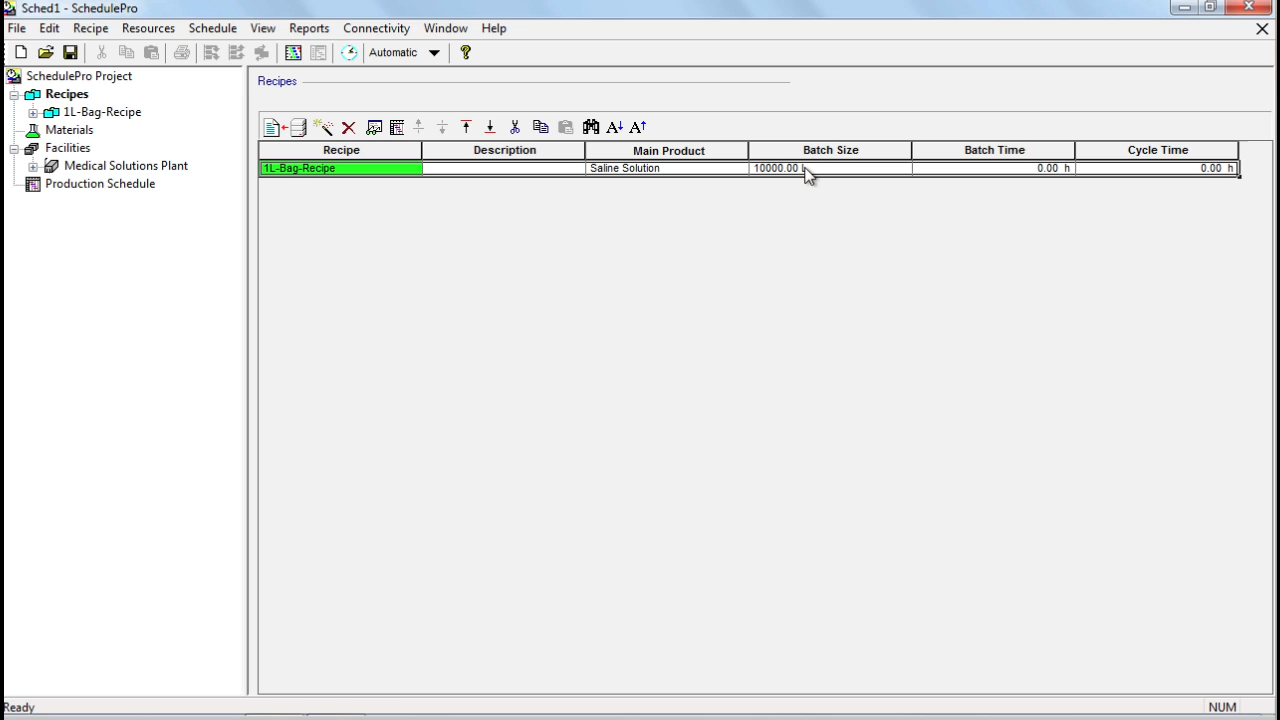 Sched1 - SchedulePro
File Edit Recipe Resources Schedule View Reports Connectivity Window Help
Automatic
SchedulePro Project
Recipes
1L-Bag-Recipe
Materials
Facilities
Medical Solutions Plant
Production Schedule
Recipes
Recipe Description Main Product Batch Size Batch Time Cycle Time
1L-Bag-Recipe Saline Solution 10000.00 0.00 h 0.00 h
Ready NUM